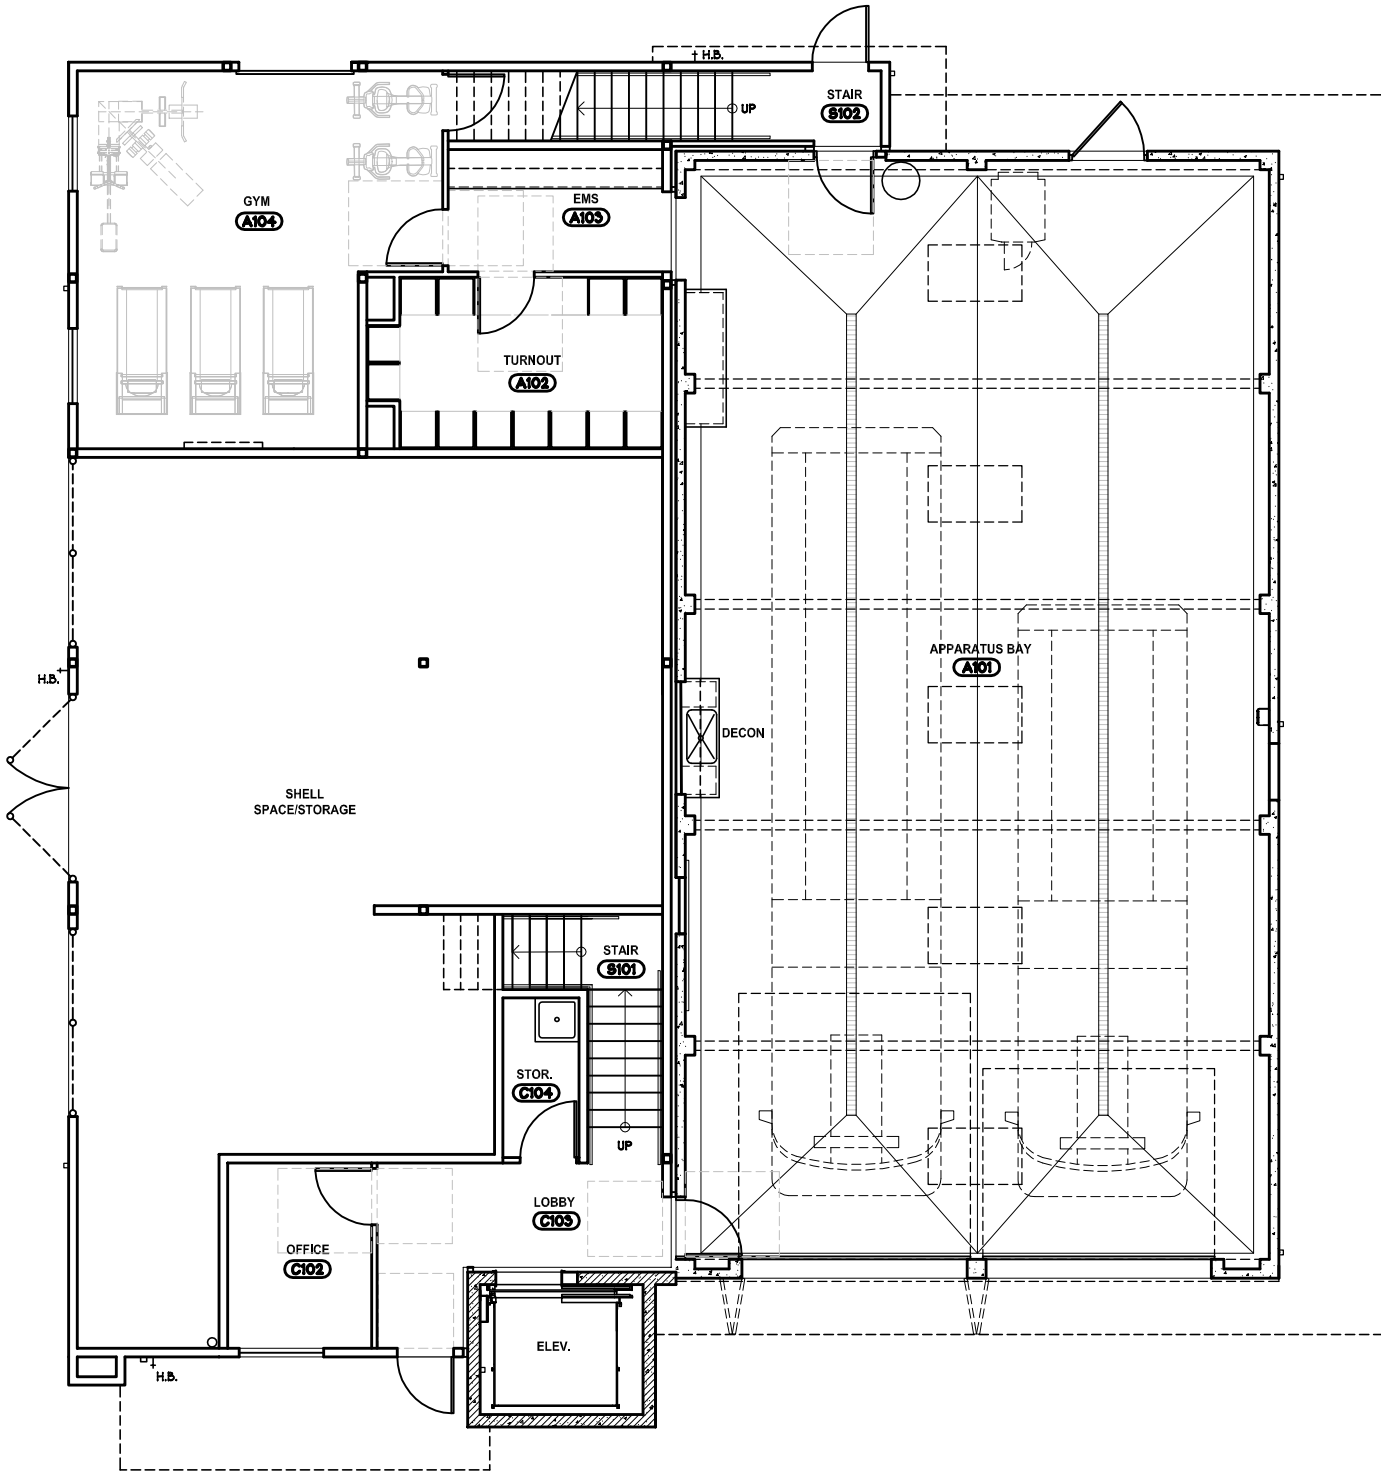 H.B.
STAIR
S102
UP
GYM
A104
EMS
A103
TURNOUT
A102
APPARATUS BAY
A101
H.B.
DECON
SHELL
SPACE/STORAGE
STAIR
S101
STOR.
C104
UP
LOBBY
C103
OFFICE
C102
ELEV.
H.B.